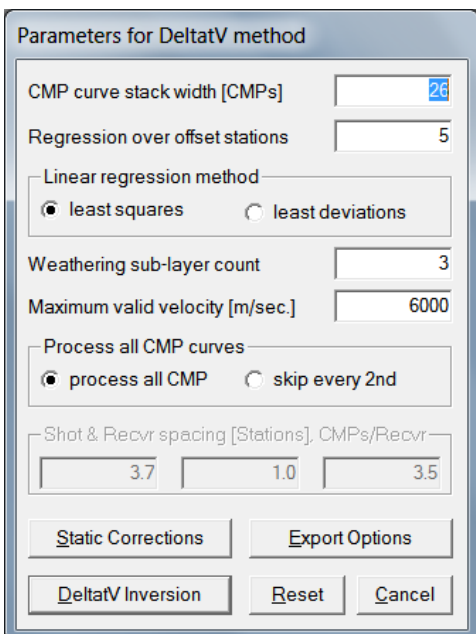 Parameters for DeltatV method
CMP curve stack width [CMPs] 26
Regression over offset stations 5
Linear regression method
least squares least deviations
Weathering sub-layer count 3
Maximum valid velocity [m/sec.] 6000
Process all CMP curves
process all CMP skip every 2nd
Shot & Recvr spacing [Stations], CMPs/Recvr
3.7 1.0 3.5
Static Corrections Export Options
DeltatV Inversion Reset Cancel